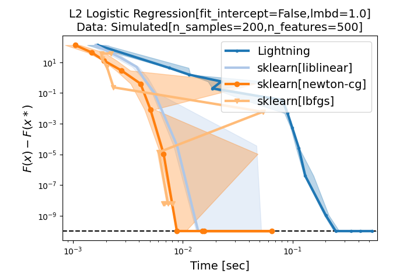 L2 Logistic Regression[fit_intercept=False,lmbd=1.0]
Data: Simulated[n_samples=200,n_features=500]
Lightning
sklearn[liblinear]
sklearn[newton-cg]
sklearn[lbfgs]
F(x) − F(x*)
10¹
10⁻¹
10⁻³
10⁻⁵
10⁻⁷
10⁻⁹
10⁻³
10⁻²
10⁻¹
Time [sec]